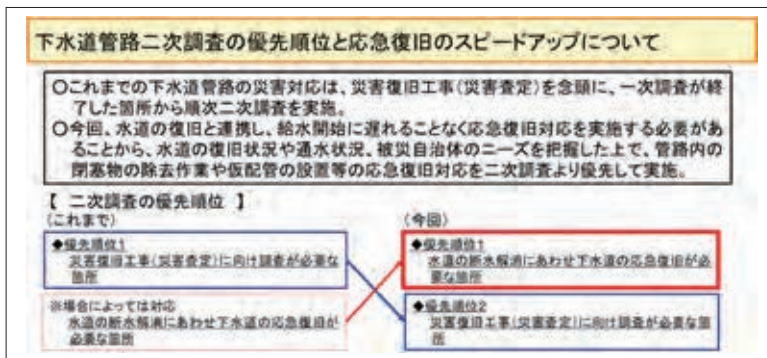 下水道管路二次調査の優先順位と応急復旧のスピードアップについて
○これまでの下水道管路の災害対応は、災害復旧工事(災害査定)を念頭に、一次調査が終
了した箇所から順次二次調査を実施。
○今回、水道の復旧と連携し、給水開始に遅れることなく応急復旧対応を実施する必要があ
ることから、水道の復旧状況や通水状況、被災自治体のニーズを把握した上で、管路内の
閉塞物の除去作業や仮配管の設置等の応急復旧対応を二次調査より優先して実施。
【 二次調査の優先順位 】
(これまで)
◆優先順位1
災害復旧工事(災害査定)に向け調査が必要な
箇所
※場合によっては対応
水道の断水解消にあわせ下水道の応急復旧が
必要な箇所
(今回)
◆優先順位1
水道の断水解消にあわせ下水道の応急復旧が必
要な箇所
◆優先順位2
災害復旧工事(災害査定)に向け調査が必要な箇
所